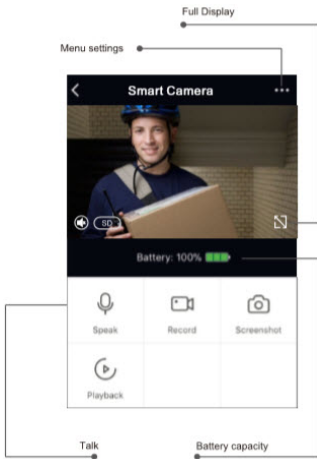 Full Display
Menu settings
Smart Camera
SD
Battery: 100%
Speak
Record
Screenshot
Playback
Talk
Battery capacity